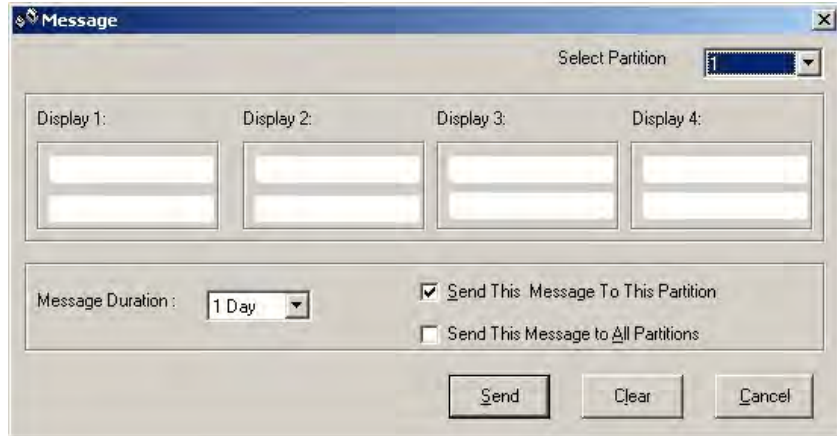 Message
Select Partition 1
Display 1: Display 2: Display 3: Display 4:
Message Duration : 1 Day
Send This Message To This Partition
Send This Message to All Partitions
Send Clear Cancel